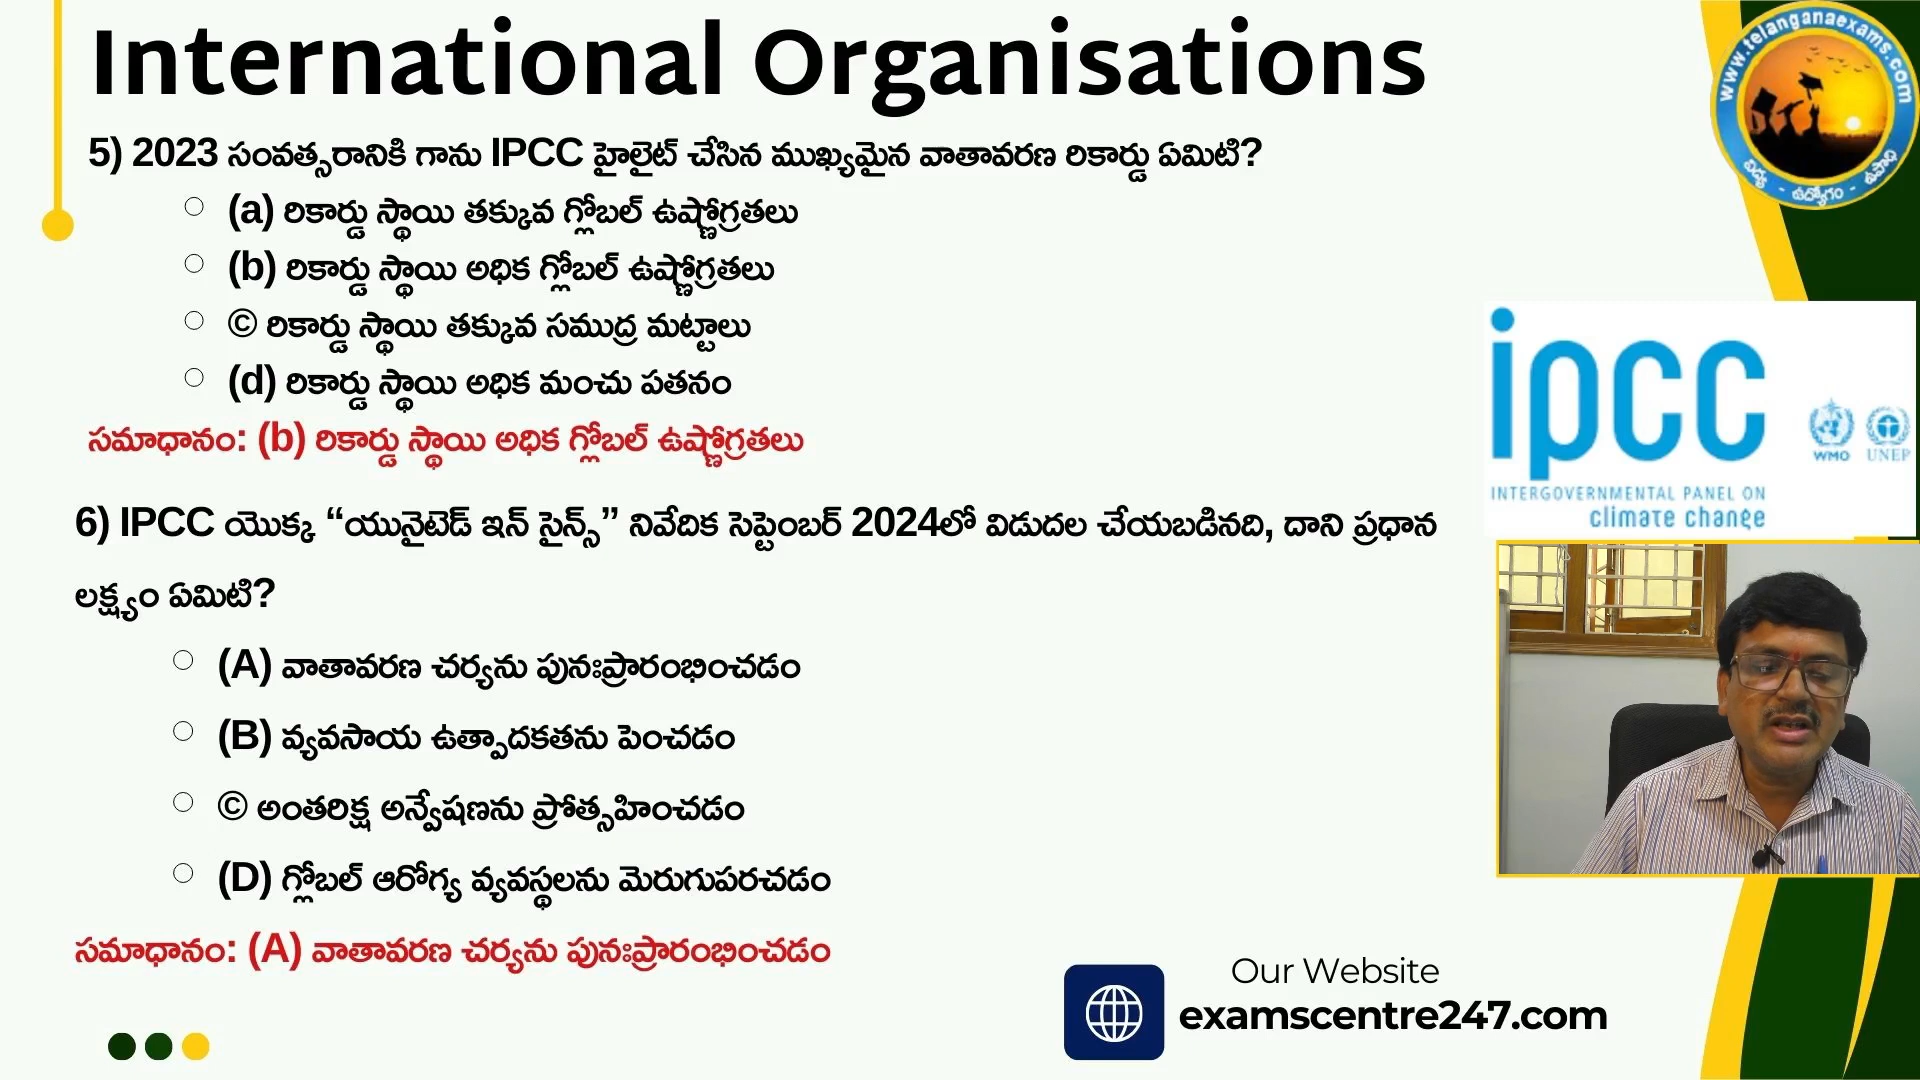 International Organisations
www.telanganaexams.com
విద్య - ఉద్యోగం - ఉపాధి
5) 2023 సంవత్సరానికి గాను IPCC హైలైట్ చేసిన ముఖ్యమైన వాతావరణ రికార్డు ఏమిటి?
(a) రికార్డు స్థాయి తక్కువ గ్లోబల్ ఉష్ణోగ్రతలు
(b) రికార్డు స్థాయి అధిక గ్లోబల్ ఉష్ణోగ్రతలు
© రికార్డు స్థాయి తక్కువ సముద్ర మట్టాలు
(d) రికార్డు స్థాయి అధిక మంచు పతనం
సమాధానం: (b) రికార్డు స్థాయి అధిక గ్లోబల్ ఉష్ణోగ్రతలు
ipcc
WMO UNEP
INTERGOVERNMENTAL PANEL ON
climate change
6) IPCC యొక్క “యునైటెడ్ ఇన్ సైన్స్” నివేదిక సెప్టెంబర్ 2024లో విడుదల చేయబడినది, దాని ప్రధాన
లక్ష్యం ఏమిటి?
(A) వాతావరణ చర్యను పునఃప్రారంభించడం
(B) వ్యవసాయ ఉత్పాదకతను పెంచడం
© అంతరిక్ష అన్వేషణను ప్రోత్సహించడం
(D) గ్లోబల్ ఆరోగ్య వ్యవస్థలను మెరుగుపరచడం
సమాధానం: (A) వాతావరణ చర్యను పునఃప్రారంభించడం
Our Website
examscentre247.com